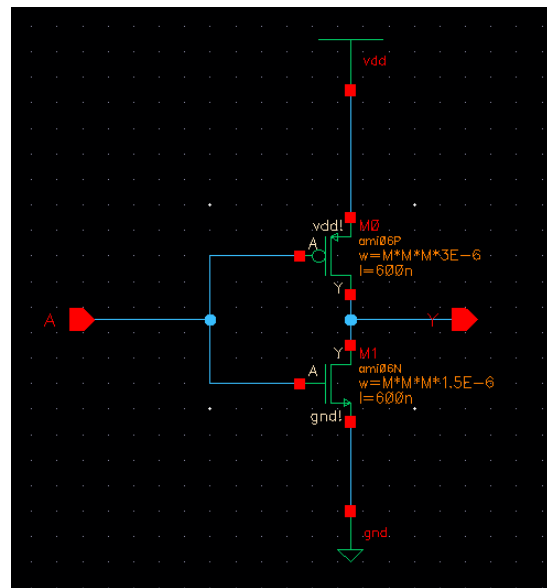 vdd
vdd!
M0
A
ami06P
w=M*M*M*3E-6
l=600n
Y
A
Y
Y
M1
A
ami06N
w=M*M*M*1.5E-6
l=600n
gnd!
gnd